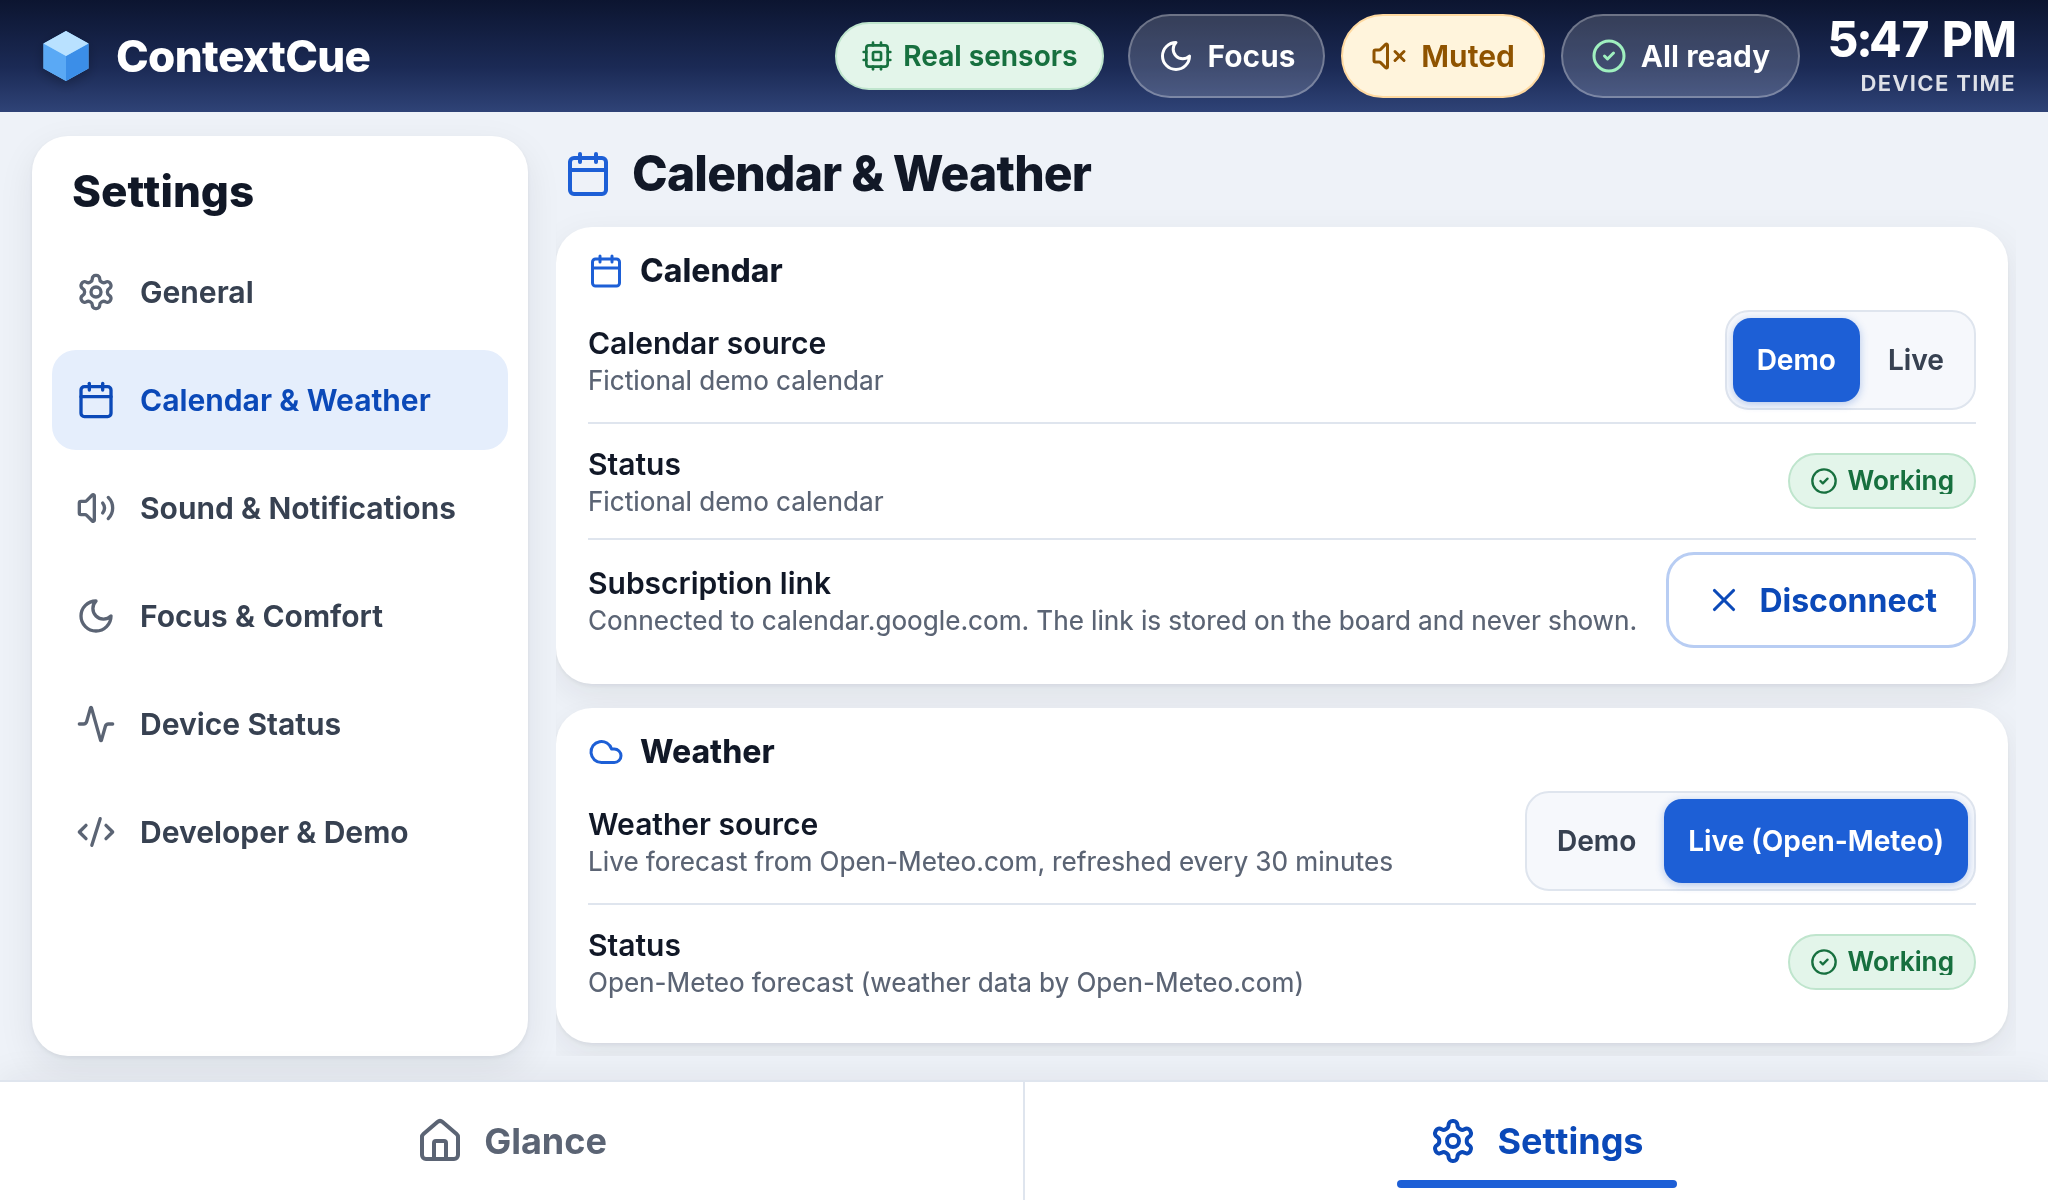 ContextCue
Real sensors
Focus
Muted
All ready
5:47 PM
DEVICE TIME
Settings
General
Calendar & Weather
Sound & Notifications
Focus & Comfort
Device Status
Developer & Demo
Calendar & Weather
Calendar
Calendar source
Fictional demo calendar
Demo
Live
Status
Fictional demo calendar
Working
Subscription link
Connected to calendar.google.com. The link is stored on the board and never shown.
Disconnect
Weather
Weather source
Live forecast from Open-Meteo.com, refreshed every 30 minutes
Demo
Live (Open-Meteo)
Status
Open-Meteo forecast (weather data by Open-Meteo.com)
Working
Glance
Settings